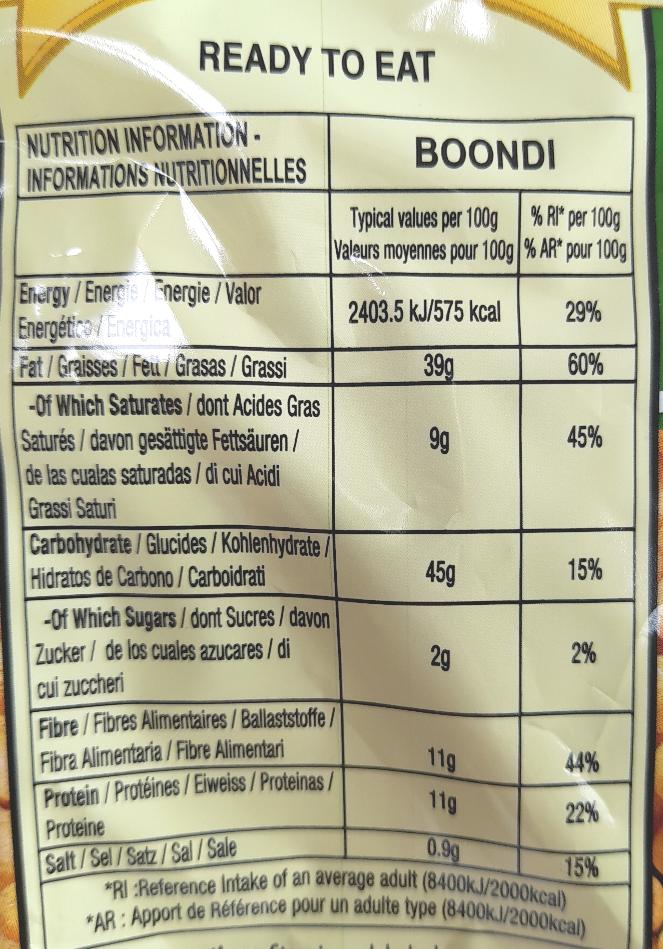 READY TO EAT
NUTRITION INFORMATION -
INFORMATIONS NUTRITIONNELLES
BOONDI
Typical values per 100g
Valeurs moyennes pour 100g
% RI* per 100g
% AR* pour 100g
Energy / Energie / Energie / Valor
Energético / Energica
2403.5 kJ/575 kcal
29%
Fat / Graisses / Fett / Grasas / Grassi
39g
60%
-Of Which Saturates / dont Acides Gras
Saturés / davon gesättigte Fettsäuren /
de las cualas saturadas / di cui Acidi
Grassi Saturi
9g
45%
Carbohydrate / Glucides / Kohlenhydrate /
Hidratos de Carbono / Carboidrati
45g
15%
-Of Which Sugars / dont Sucres / davon
Zucker / de los cuales azucares / di
cui zuccheri
2g
2%
Fibre / Fibres Alimentaires / Ballaststoffe /
Fibra Alimentaria / Fibre Alimentari
11g
44%
Protein / Protéines / Eiweiss / Proteinas /
Proteine
11g
22%
Salt / Sel / Satz / Sal / Sale
0.9g
15%
*RI :Reference Intake of an average adult (8400kJ/2000kcal)
*AR : Apport de Référence pour un adulte type (8400kJ/2000kcal)